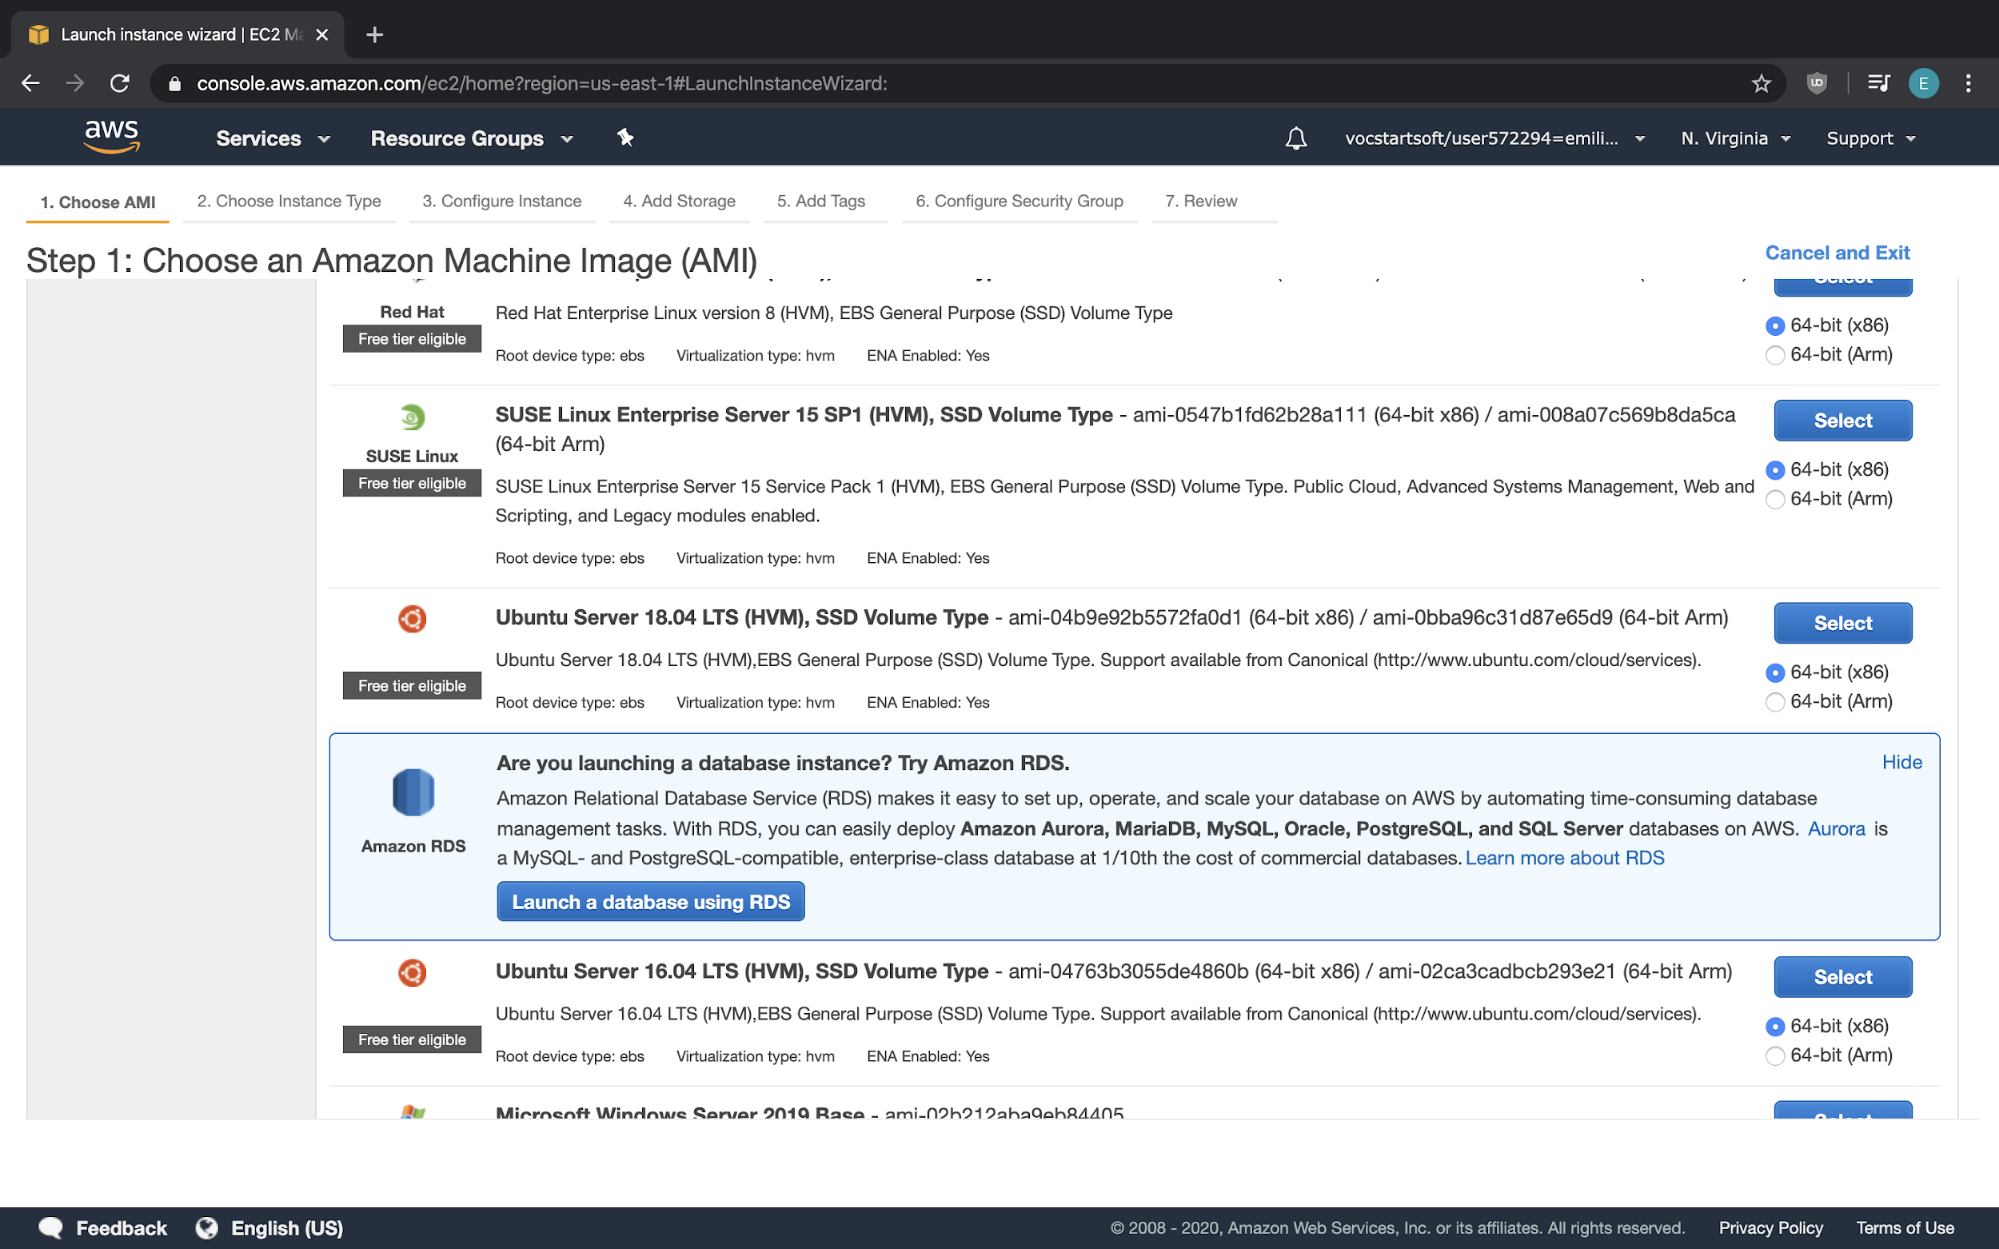 Launch instance wizard | EC2 Ma
console.aws.amazon.com/ec2/home?region=us-east-1#LaunchInstanceWizard:
E
aws
Services
Resource Groups
vocstartsoft/user572294=emili...
N. Virginia
Support
1. Choose AMI
2. Choose Instance Type
3. Configure Instance
4. Add Storage
5. Add Tags
6. Configure Security Group
7. Review
Step 1: Choose an Amazon Machine Image (AMI)
Cancel and Exit
Select
Red Hat
Free tier eligible
Red Hat Enterprise Linux version 8 (HVM), EBS General Purpose (SSD) Volume Type
Root device type: ebs
Virtualization type: hvm
ENA Enabled: Yes
64-bit (x86)
64-bit (Arm)
SUSE Linux
Free tier eligible
SUSE Linux Enterprise Server 15 SP1 (HVM), SSD Volume Type - ami-0547b1fd62b28a111 (64-bit x86) / ami-008a07c569b8da5ca
(64-bit Arm)
SUSE Linux Enterprise Server 15 Service Pack 1 (HVM), EBS General Purpose (SSD) Volume Type. Public Cloud, Advanced Systems Management, Web and
Scripting, and Legacy modules enabled.
Root device type: ebs
Virtualization type: hvm
ENA Enabled: Yes
Select
64-bit (x86)
64-bit (Arm)
Free tier eligible
Ubuntu Server 18.04 LTS (HVM), SSD Volume Type - ami-04b9e92b5572fa0d1 (64-bit x86) / ami-0bba96c31d87e65d9 (64-bit Arm)
Ubuntu Server 18.04 LTS (HVM),EBS General Purpose (SSD) Volume Type. Support available from Canonical (http://www.ubuntu.com/cloud/services).
Root device type: ebs
Virtualization type: hvm
ENA Enabled: Yes
Select
64-bit (x86)
64-bit (Arm)
Amazon RDS
Are you launching a database instance? Try Amazon RDS.
Hide
Amazon Relational Database Service (RDS) makes it easy to set up, operate, and scale your database on AWS by automating time-consuming database
management tasks. With RDS, you can easily deploy Amazon Aurora, MariaDB, MySQL, Oracle, PostgreSQL, and SQL Server databases on AWS. Aurora is
a MySQL- and PostgreSQL-compatible, enterprise-class database at 1/10th the cost of commercial databases. Learn more about RDS
Launch a database using RDS
Free tier eligible
Ubuntu Server 16.04 LTS (HVM), SSD Volume Type - ami-04763b3055de4860b (64-bit x86) / ami-02ca3cadbcb293e21 (64-bit Arm)
Ubuntu Server 16.04 LTS (HVM),EBS General Purpose (SSD) Volume Type. Support available from Canonical (http://www.ubuntu.com/cloud/services).
Root device type: ebs
Virtualization type: hvm
ENA Enabled: Yes
Select
64-bit (x86)
64-bit (Arm)
Microsoft Windows Server 2019 Base - ami-02b212aba9eb84405
Select
Feedback
English (US)
© 2008 - 2020, Amazon Web Services, Inc. or its affiliates. All rights reserved.
Privacy Policy
Terms of Use